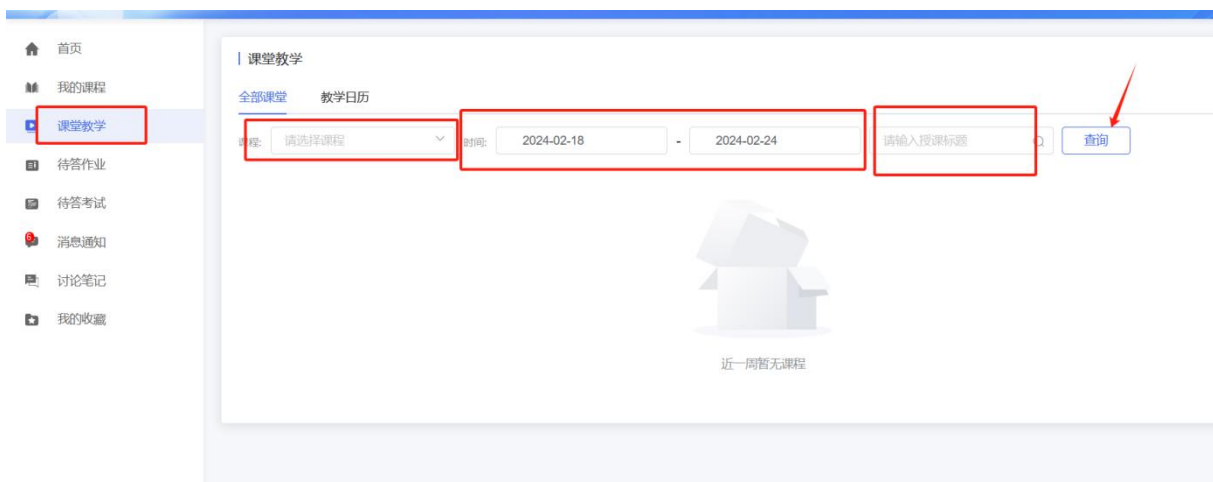 首页
我的课程
课堂教学
待答作业
待答考试
6
消息通知
讨论笔记
我的收藏
课堂教学
全部课堂 教学日历
课程: 请选择课程 时间: 2024-02-18 - 2024-02-24 请输入授课标题 查询
近一周暂无课程